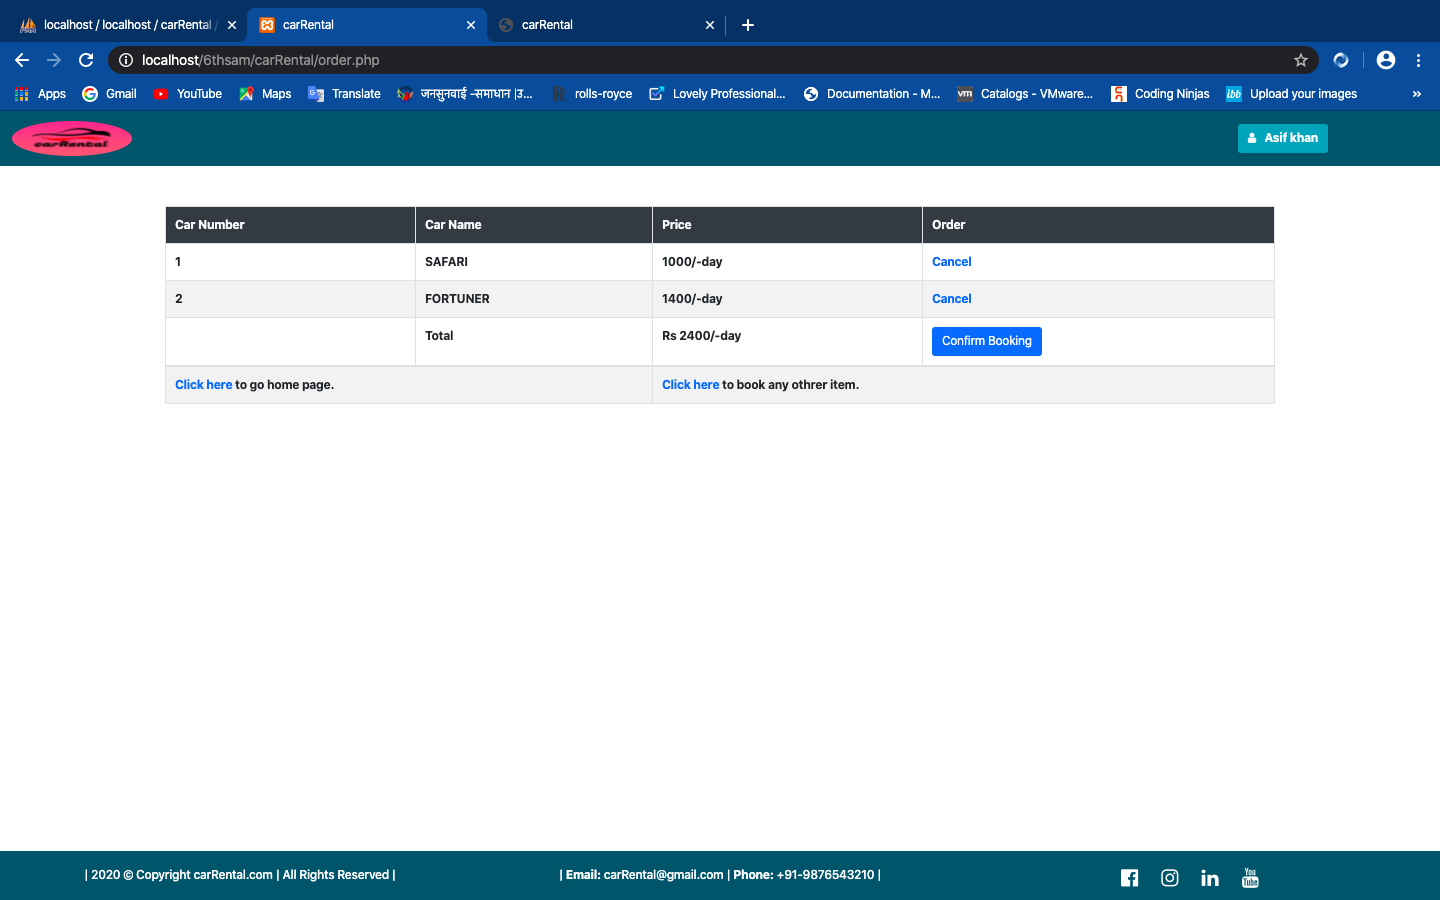 localhost / localhost / carRental /
carRental
carRental
localhost/6thsam/carRental/order.php
Apps Gmail YouTube Maps Translate जनसुनवाई -समाधान |उ... rolls-royce Lovely Professional... Documentation - M... Catalogs - VMware... Coding Ninjas Upload your images »
carRental
Asif khan
Car Number Car Name Price Order
1 SAFARI 1000/-day Cancel
2 FORTUNER 1400/-day Cancel
Total Rs 2400/-day Confirm Booking
Click here to go home page. Click here to book any othrer item.
| 2020 © Copyright carRental.com | All Rights Reserved | | Email: carRental@gmail.com | Phone: +91-9876543210 |
You
Tube